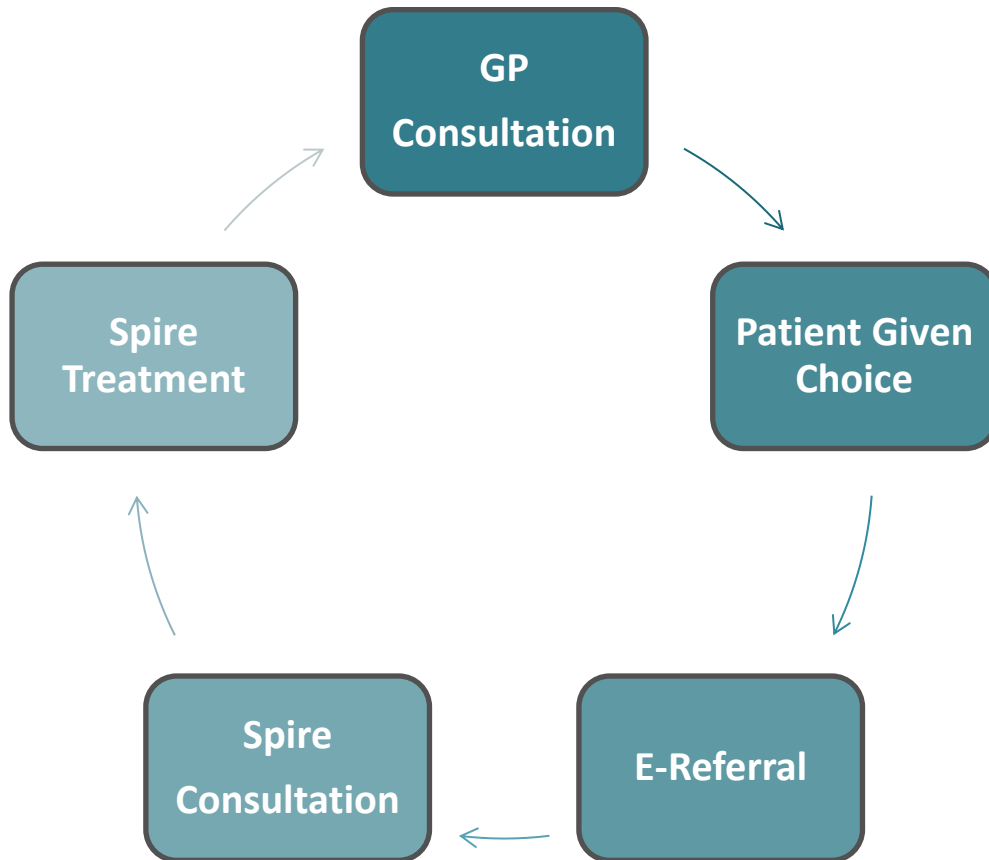 GP
Consultation
Patient Given
Choice
E-Referral
Spire
Consultation
Spire
Treatment